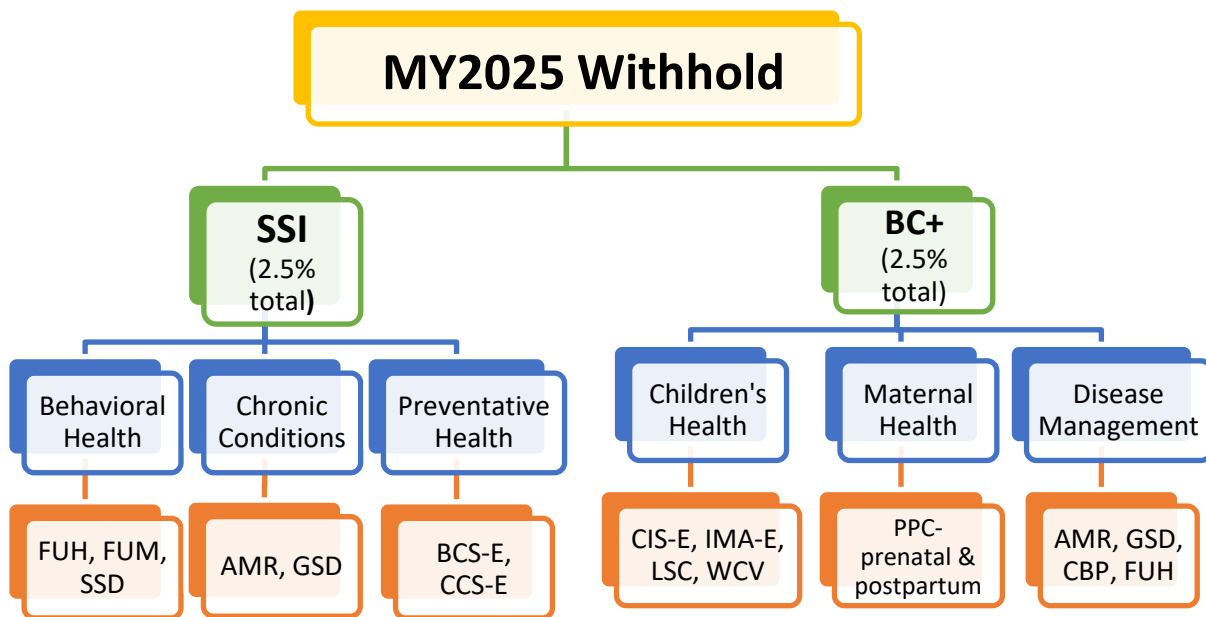 MY2025 Withhold
SSI
(2.5%
total)
BC+
(2.5%
total)
Behavioral
Health
Chronic
Conditions
Preventative
Health
Children's
Health
Maternal
Health
Disease
Management
FUH, FUM,
SSD
AMR, GSD
BCS-E,
CCS-E
CIS-E, IMA-E,
LSC, WCV
PPC-
prenatal &
postpartum
AMR, GSD,
CBP, FUH